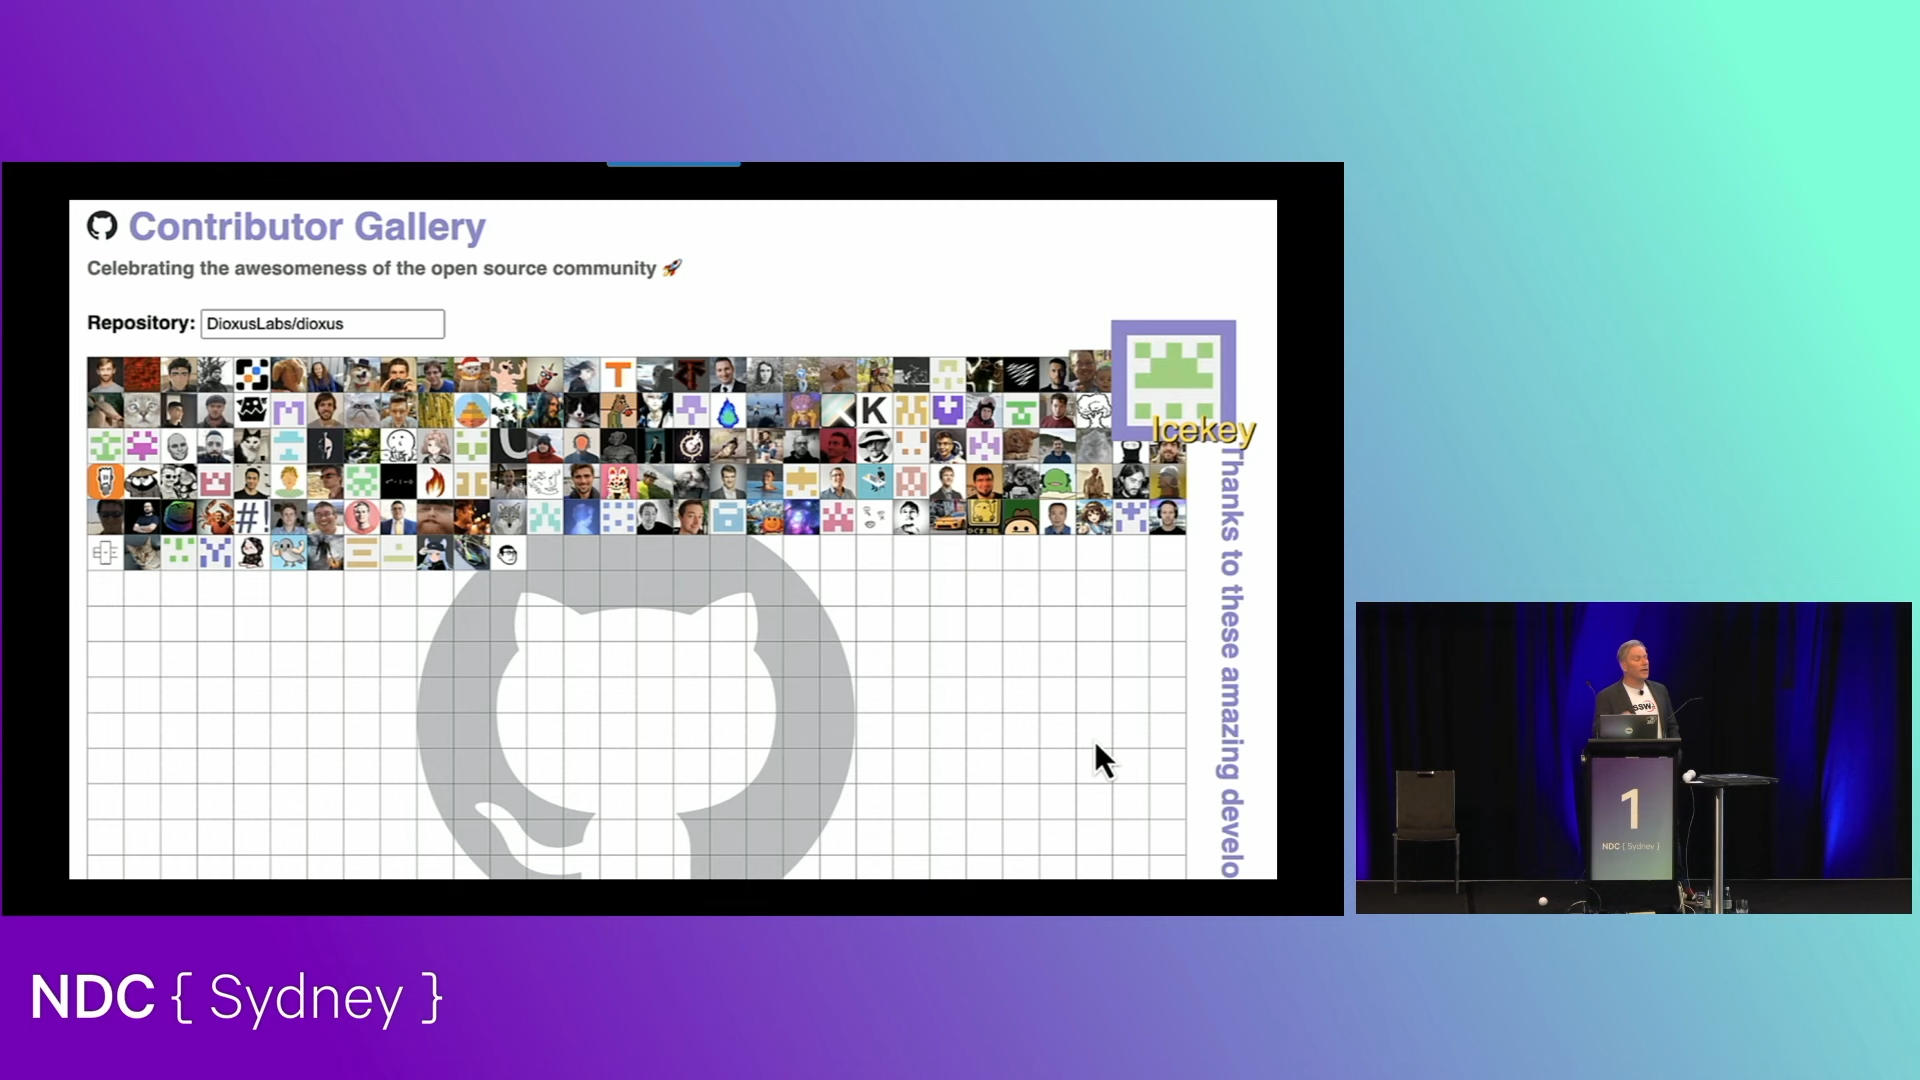 Contributor Gallery
Celebrating the awesomeness of the open source community 🚀
Repository: DioxusLabs/dioxus
T
K
#!
Icekey
Thanks to these amazing develo
SSW
1
NDC { Sydney }
NDC { Sydney }